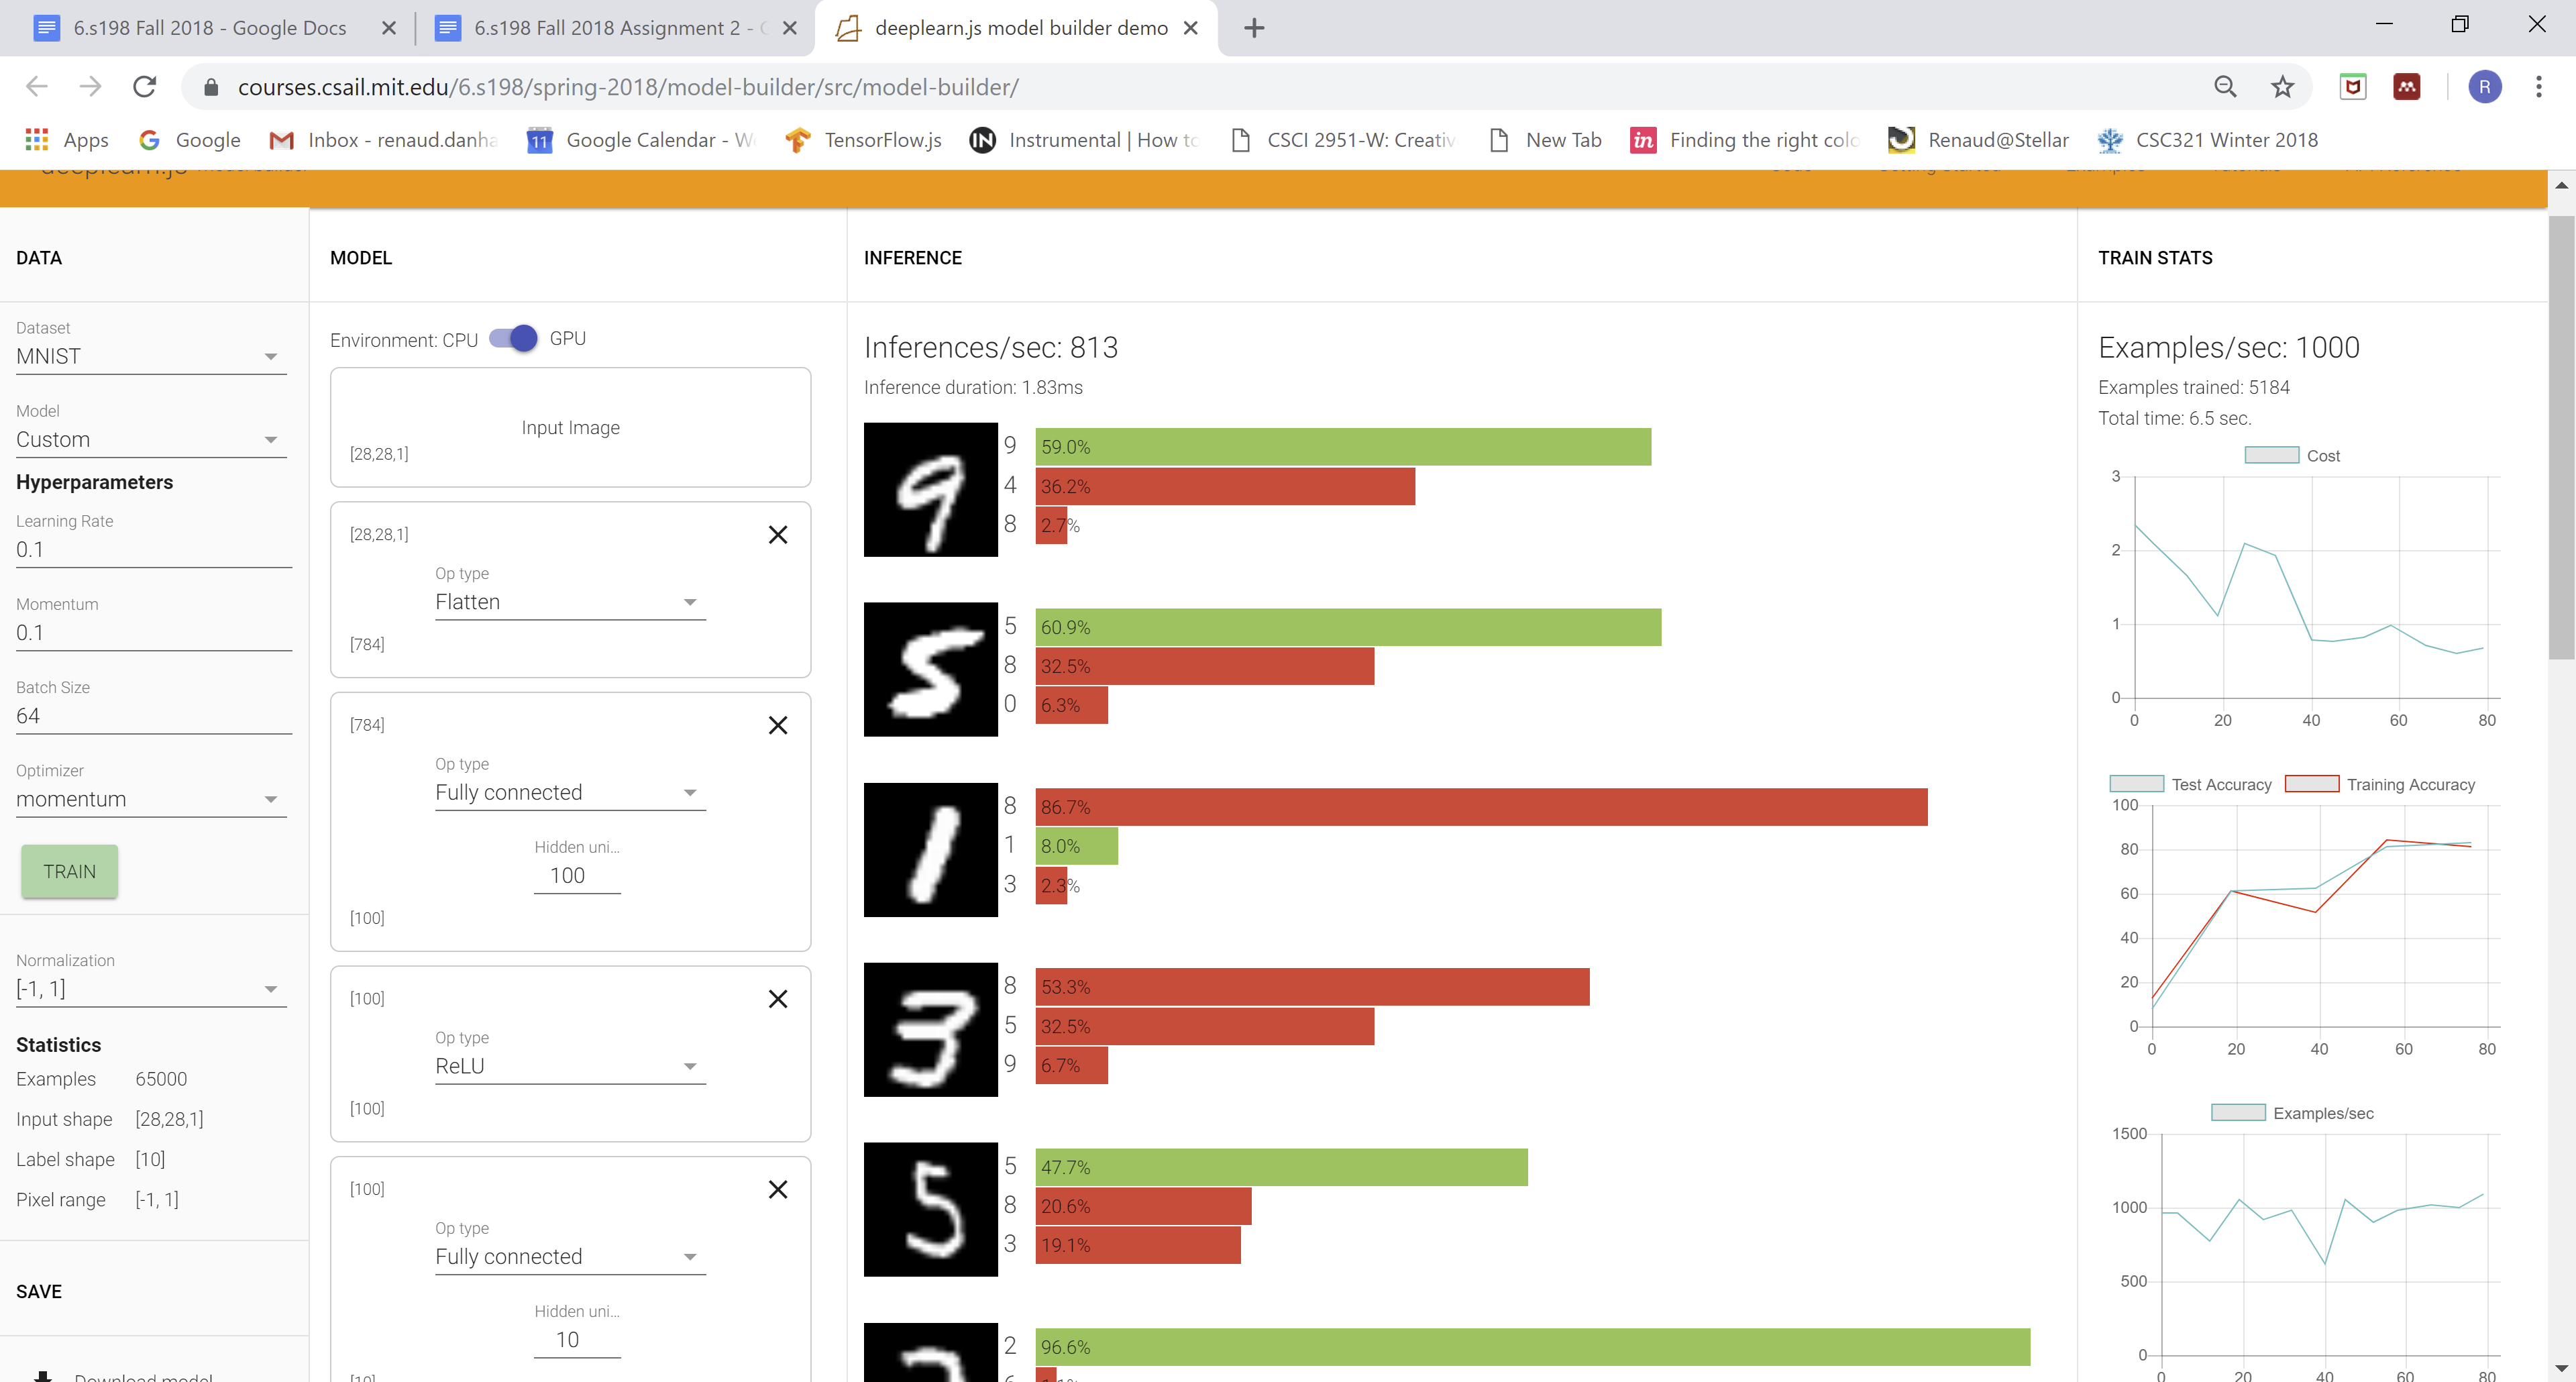 6.s198 Fall 2018 - Google Docs
6.s198 Fall 2018 Assignment 2 -
deeplearn.js model builder demo
courses.csail.mit.edu/6.s198/spring-2018/model-builder/src/model-builder/
R
Apps
Google
Inbox - renaud.danha
11
Google Calendar - W
TensorFlow.js
IN
Instrumental | How to
CSCI 2951-W: Creativ
New Tab
in
Finding the right colo
Renaud@Stellar
CSC321 Winter 2018
DATA
Dataset
MNIST
Model
Custom
Hyperparameters
Learning Rate
0.1
Momentum
0.1
Batch Size
64
Optimizer
momentum
TRAIN
Normalization
[-1, 1]
Statistics
Examples 65000
Input shape [28,28,1]
Label shape [10]
Pixel range [-1, 1]
SAVE
Download model
MODEL
Environment: CPU GPU
Input Image
[28,28,1]
[28,28,1]
Op type
Flatten
[784]
[784]
Op type
Fully connected
Hidden uni...
100
[100]
[100]
Op type
ReLU
[100]
[100]
Op type
Fully connected
Hidden uni...
10
[10]
INFERENCE
Inferences/sec: 813
Inference duration: 1.83ms
9
9 59.0%
4 36.2%
8 2.7%
5
5 60.9%
8 32.5%
0 6.3%
1
8 86.7%
1 8.0%
3 2.3%
3
8 53.3%
5 32.5%
9 6.7%
5
5 47.7%
8 20.6%
3 19.1%
2 96.6%
TRAIN STATS
Examples/sec: 1000
Examples trained: 5184
Total time: 6.5 sec.
Cost
3
2
1
0
0 20 40 60 80
Test Accuracy Training Accuracy
100
80
60
40
20
0
0 20 40 60 80
Examples/sec
1500
1000
500
0
0 20 40 60 80